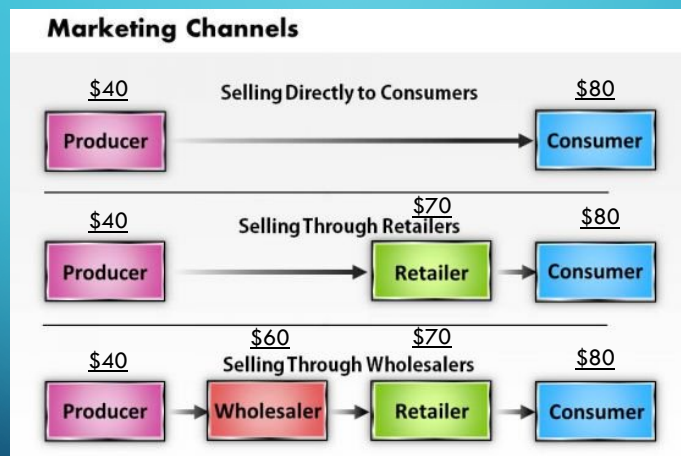 Marketing Channels
$40 Selling Directly to Consumers $80
Producer Consumer
$70
$40 Selling Through Retailers $80
Producer Retailer Consumer
$60 $70
$40 Selling Through Wholesalers $80
Producer Wholesaler Retailer Consumer